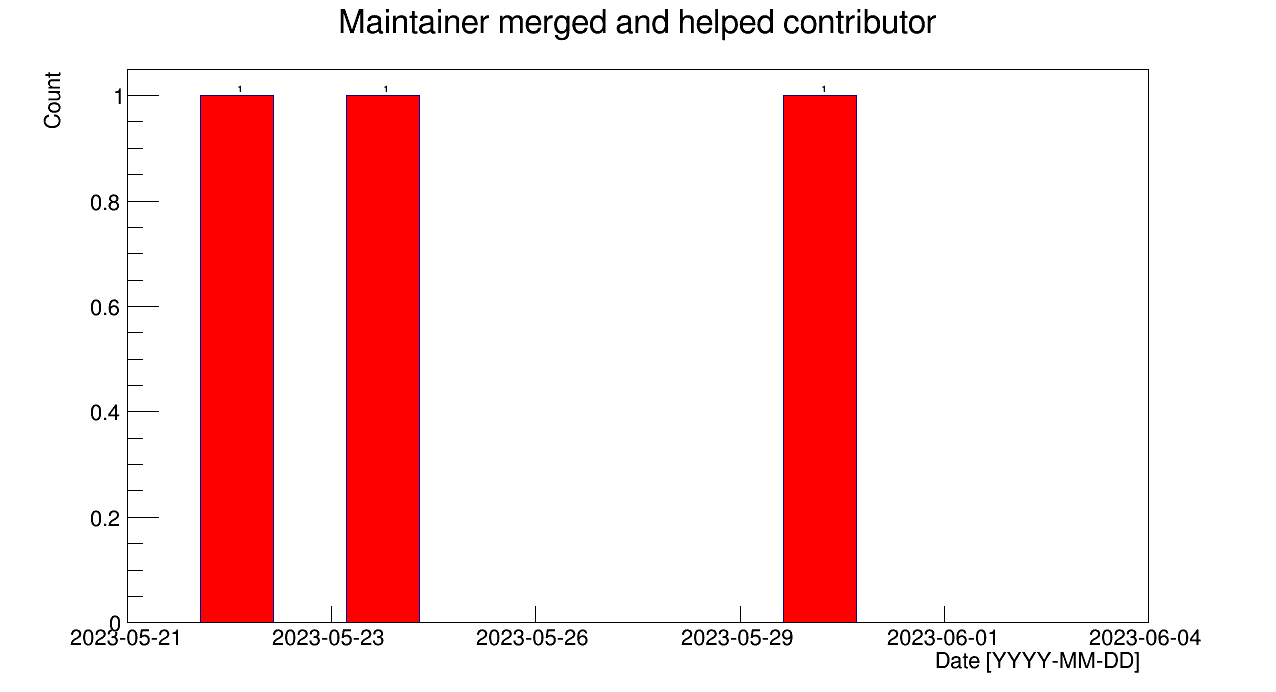 Maintainer merged and helped contributor
Count
1
0.8
0.6
0.4
0.2
0
1 1 1
2023-05-21 2023-05-23 2023-05-26 2023-05-29 2023-06-01 2023-06-04
Date [YYYY-MM-DD]